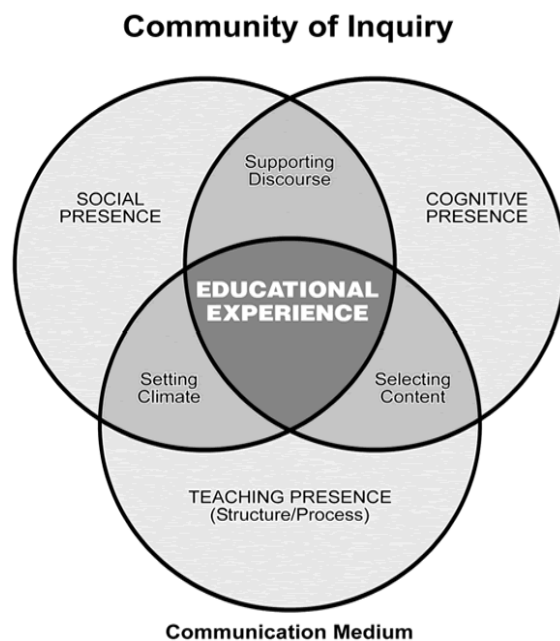 Community of Inquiry
Supporting
Discourse
SOCIAL
PRESENCE
COGNITIVE
PRESENCE
EDUCATIONAL
EXPERIENCE
Setting
Climate
Selecting
Content
TEACHING PRESENCE
(Structure/Process)
Communication Medium